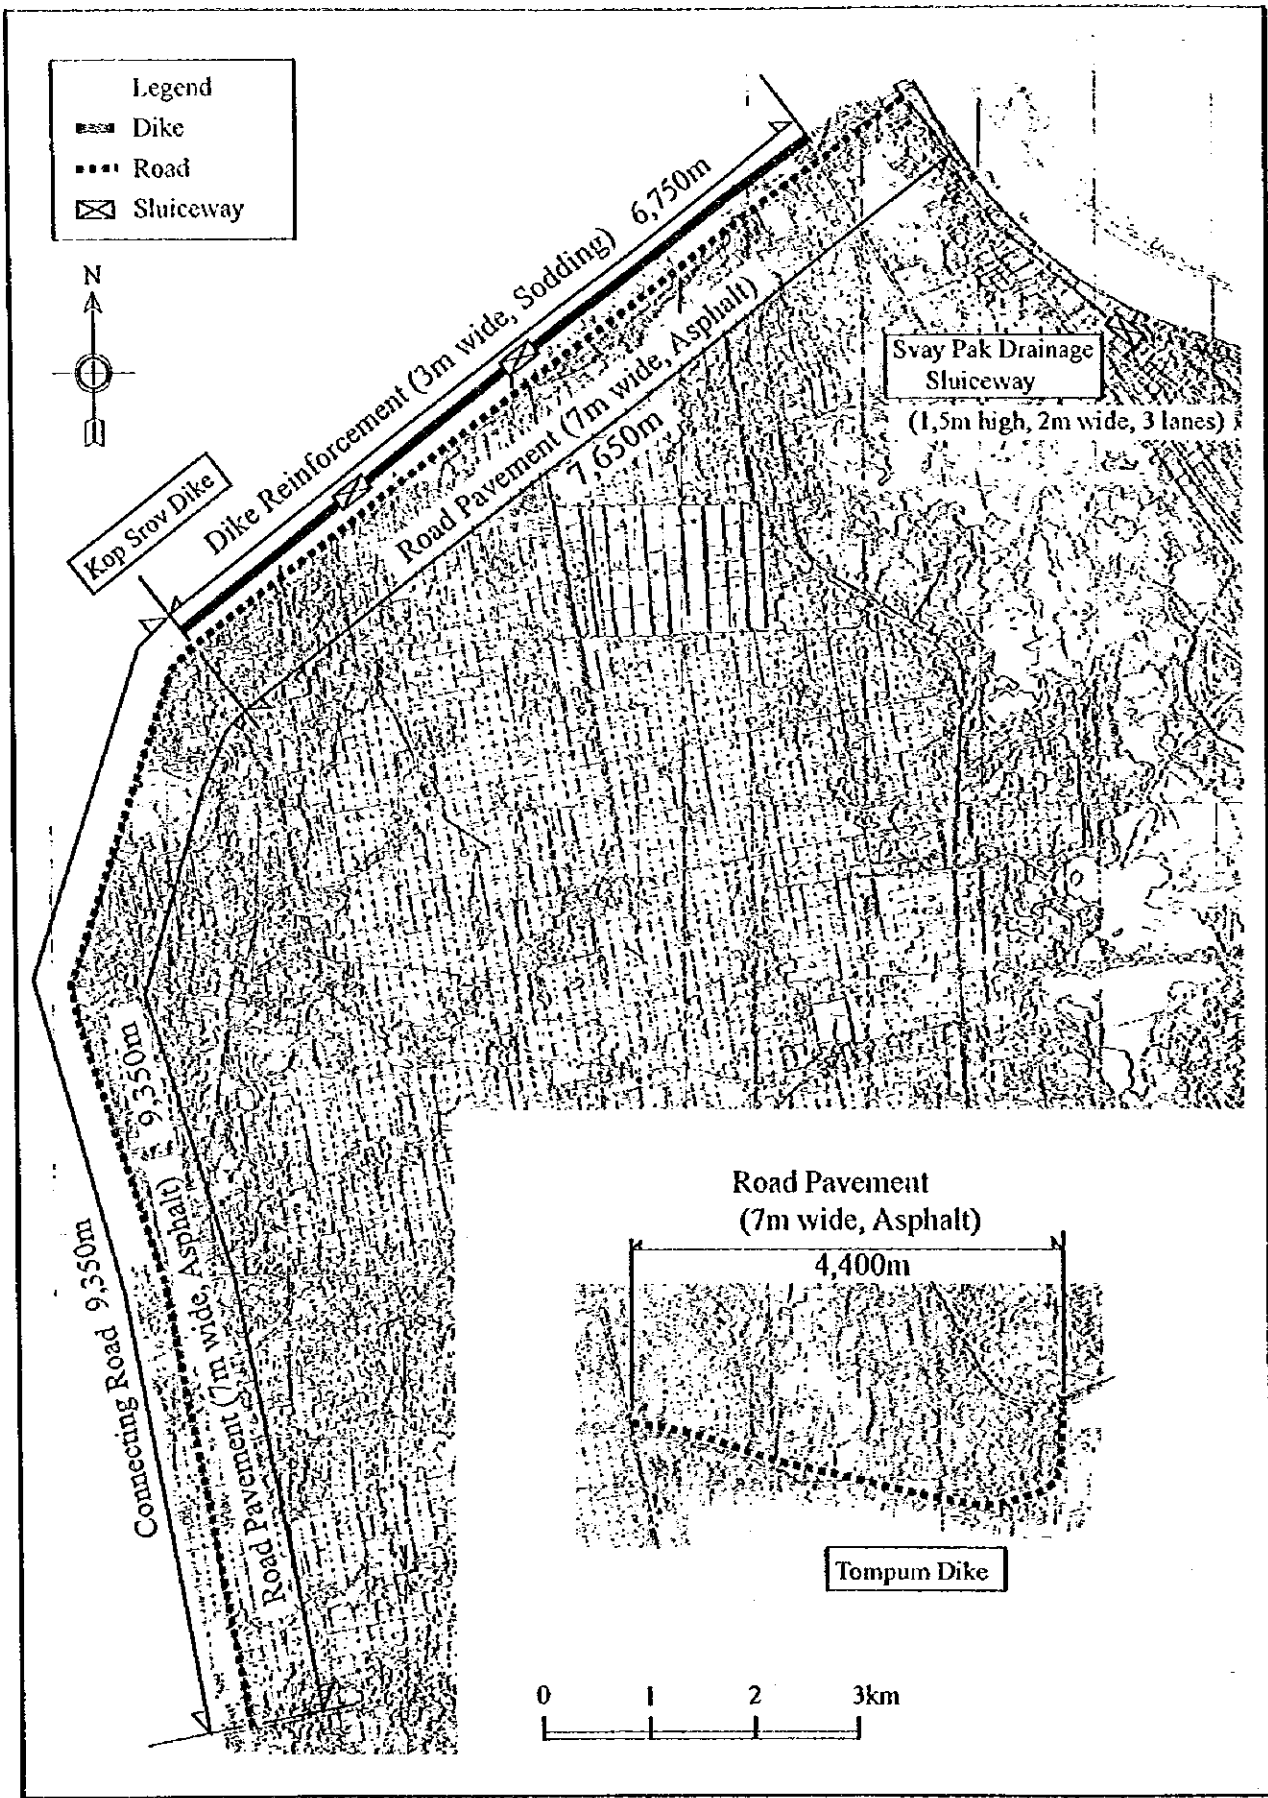 Legend
Dike
Road
Sluiceway
N
Kop Srov Dike
Dike Reinforcement (3m wide, Sodding) 6,750m
Road Pavement (7m wide, Asphalt)
7,650m
Svay Pak Drainage
Sluiceway
(1,5m high, 2m wide, 3 lanes)
Connecring Road 9,350m
Road Pavement (7m wide, Asphalt) 9,350m
Road Pavement
(7m wide, Asphalt)
4,400m
Tompum Dike
0 1 2 3km